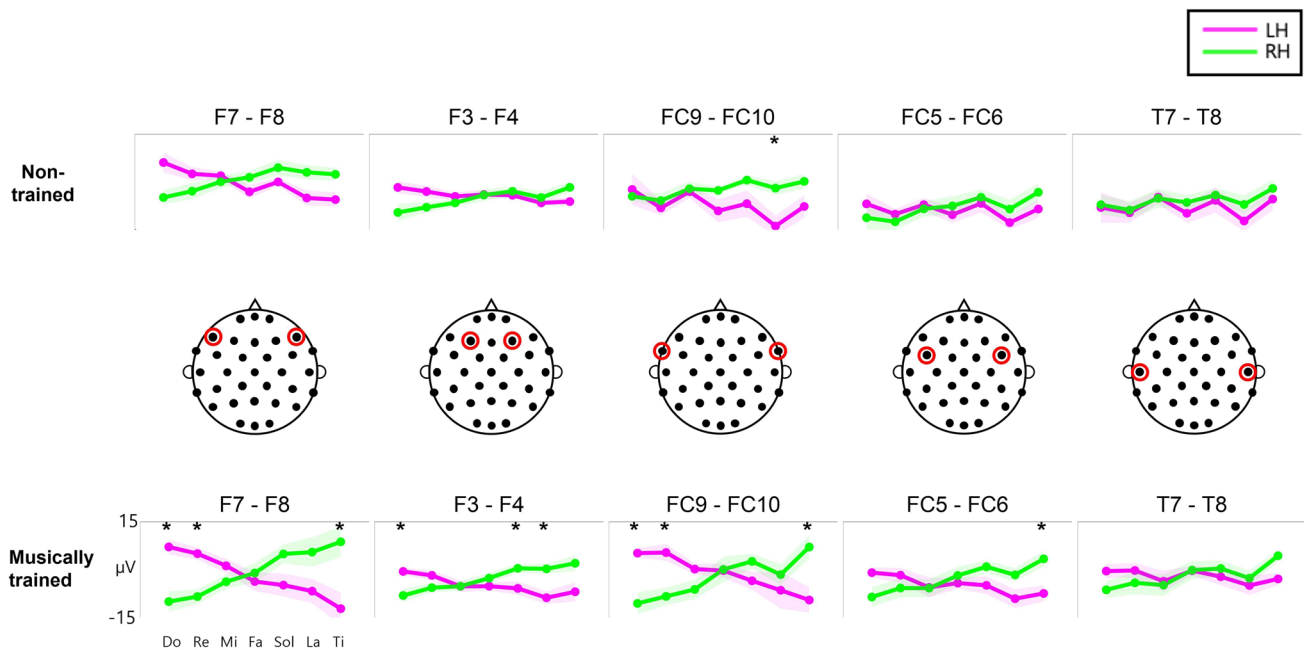 LH
RH
F7 - F8
F3 - F4
FC9 - FC10
FC5 - FC6
T7 - T8
*
Non-
trained
F7 - F8
F3 - F4
FC9 - FC10
FC5 - FC6
T7 - T8
15
* * * * * * * * * *
Musically
trained
µV
-15
Do Re Mi Fa Sol La Ti